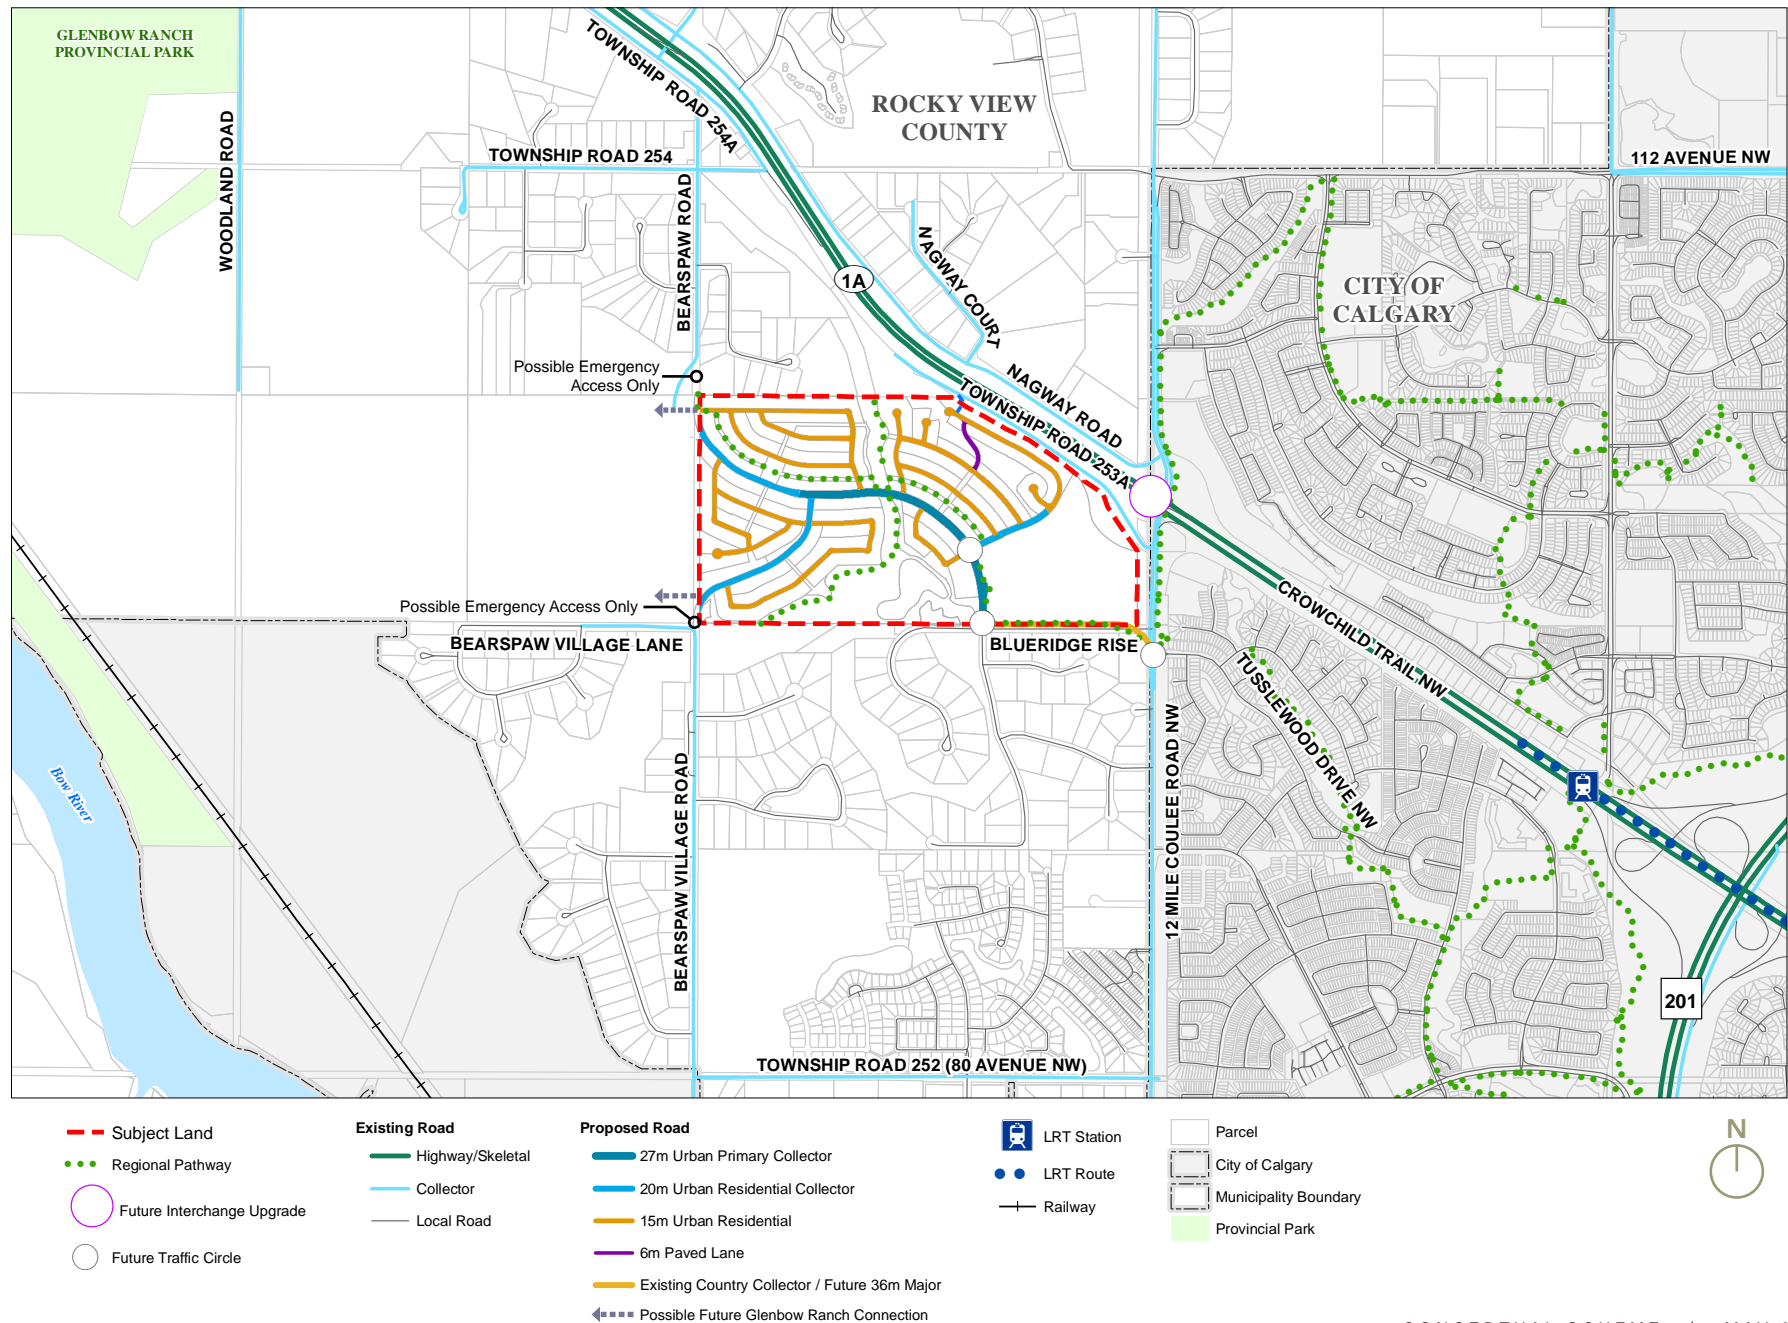 GLENBOW RANCH
PROVINCIAL PARK
WOODLAND ROAD
TOWNSHIP ROAD 254A
TOWNSHIP ROAD 254
BEARSPAW ROAD
ROCKY VIEW
COUNTY
112 AVENUE NW
1A
NAGWAY COURT
CITY OF
CALGARY
Possible Emergency
Access Only
NAGWAY ROAD
TOWNSHIP ROAD 253A
Possible Emergency Access Only
BEARSPAW VILLAGE LANE
BLUERIDGE RISE
CROWCHILD TRAIL NW
TUSSLEWOOD DRIVE NW
12 MILE COULEE ROAD NW
BEARSPAW VILLAGE ROAD
Bow River
201
TOWNSHIP ROAD 252 (80 AVENUE NW)
Subject Land
Regional Pathway
Future Interchange Upgrade
Future Traffic Circle
Existing Road
Highway/Skeletal
Collector
Local Road
Proposed Road
27m Urban Primary Collector
20m Urban Residential Collector
15m Urban Residential
6m Paved Lane
Existing Country Collector / Future 36m Major
Possible Future Glenbow Ranch Connection
LRT Station
LRT Route
Railway
Parcel
City of Calgary
Municipality Boundary
Provincial Park
N